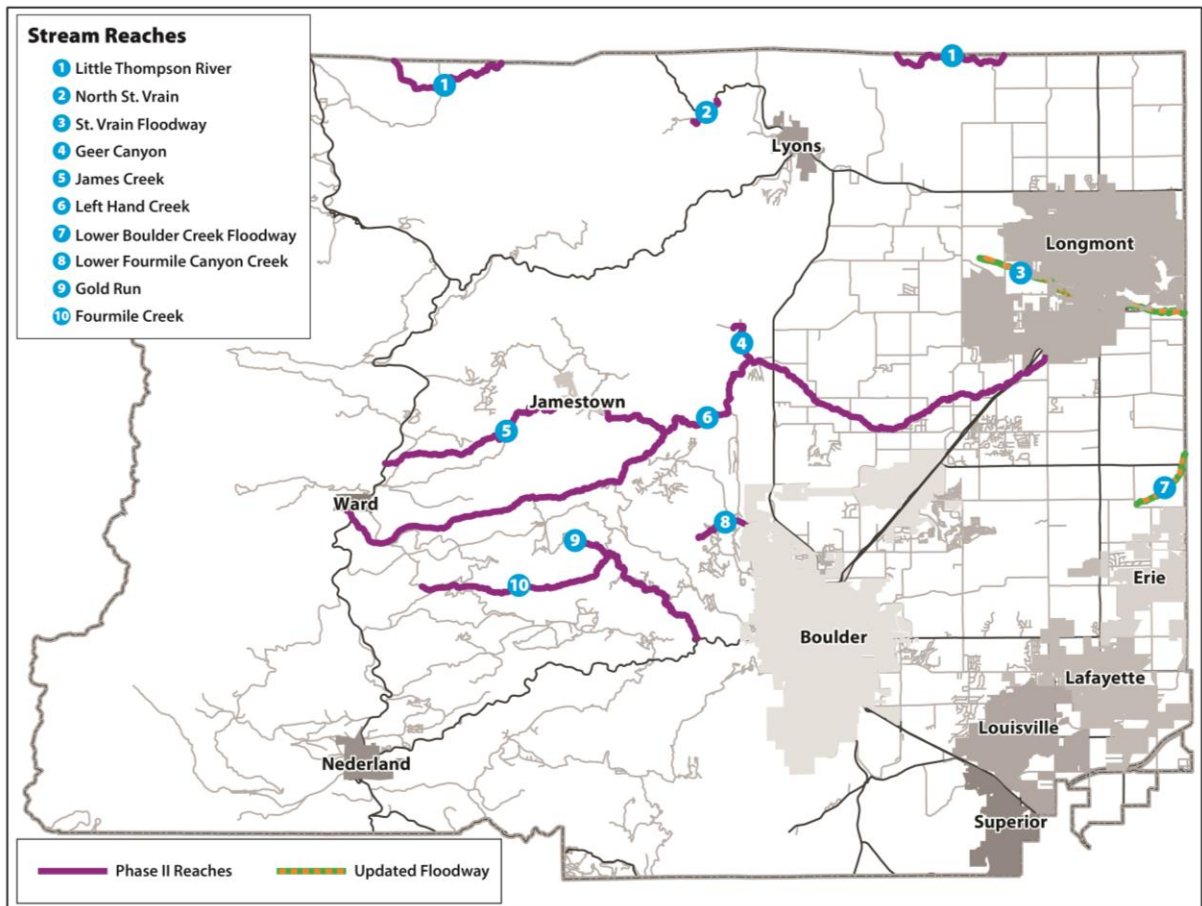 Stream Reaches
1 Little Thompson River
2 North St. Vrain
3 St. Vrain Floodway
4 Geer Canyon
5 James Creek
6 Left Hand Creek
7 Lower Boulder Creek Floodway
8 Lower Fourmile Canyon Creek
9 Gold Run
10 Fourmile Creek
1
1
2
Lyons
Longmont
3
4
Jamestown
6
5
Ward
7
8
9
10
Erie
Boulder
Lafayette
Louisville
Nederland
Superior
Phase II Reaches
Updated Floodway